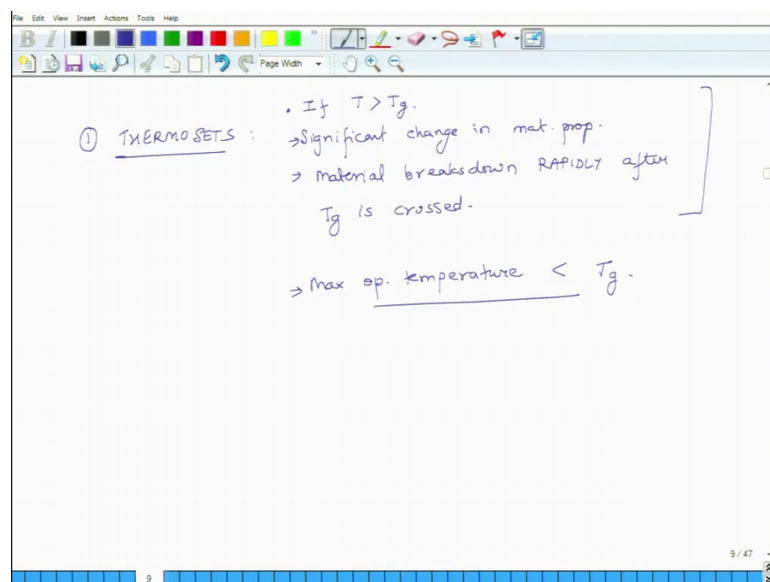 File Edit View Insert Actions Tools Help
B I
Page Width
. If T > Tg.
① THERMOSETS : →Significant change in mat. prop.
→ Material breaksdown RAPIDLY after
Tg is crossed.
→ Max op. temperature < Tg.
9 / 47
9